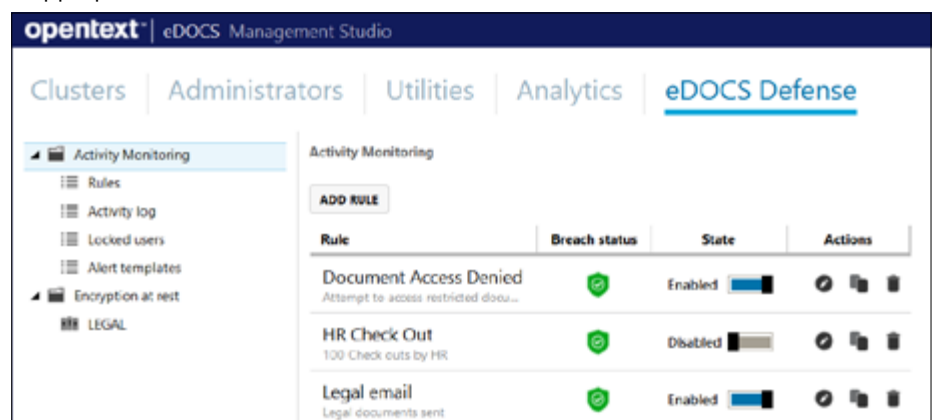 opentext™ | eDOCS Management Studio
Clusters Administrators Utilities Analytics eDOCS Defense
Activity Monitoring
Rules
Activity log
Locked users
Alert templates
Encryption at rest
LEGAL
Activity Monitoring
ADD RULE
Rule Breach status State Actions
Document Access Denied Enabled
Attempt to access restricted docu...
HR Check Out Disabled
100 Check outs by HR
Legal email Enabled
Legal documents sent